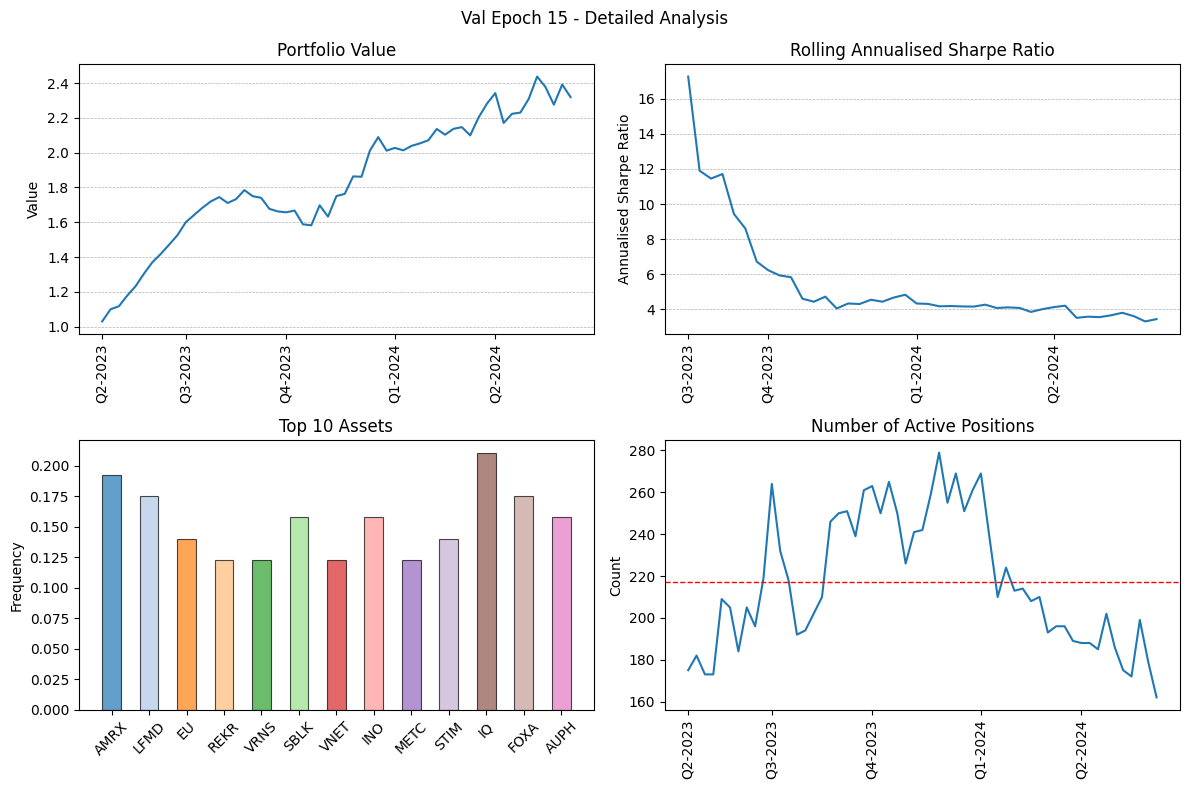 Val Epoch 15 - Detailed Analysis
Portfolio Value
Value
2.4
2.2
2.0
1.8
1.6
1.4
1.2
1.0
Q2-2023
Q3-2023
Q4-2023
Q1-2024
Q2-2024
Rolling Annualised Sharpe Ratio
Annualised Sharpe Ratio
16
14
12
10
8
6
4
Q3-2023
Q4-2023
Q1-2024
Q2-2024
Top 10 Assets
Frequency
0.200
0.175
0.150
0.125
0.100
0.075
0.050
0.025
0.000
AMRX
LFMD
EU
REKR
VRNS
SBLK
VNET
INO
METC
STIM
IQ
FOXA
AUPH
Number of Active Positions
Count
280
260
240
220
200
180
160
Q2-2023
Q3-2023
Q4-2023
Q1-2024
Q2-2024